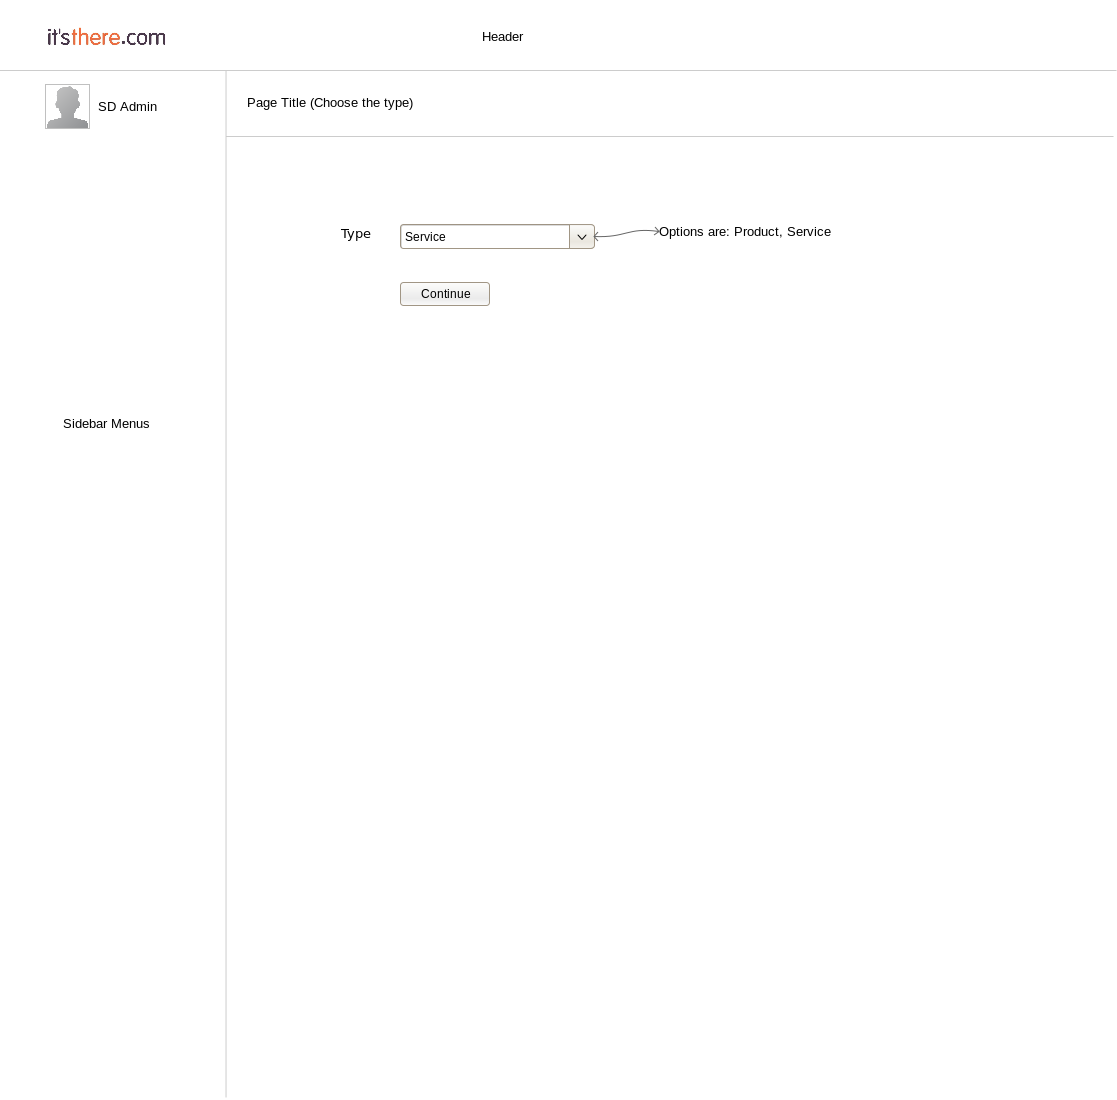 it'sthere.com
Header
SD Admin
Page Title (Choose the type)
Type
Service
Options are: Product, Service
Continue
Sidebar Menus